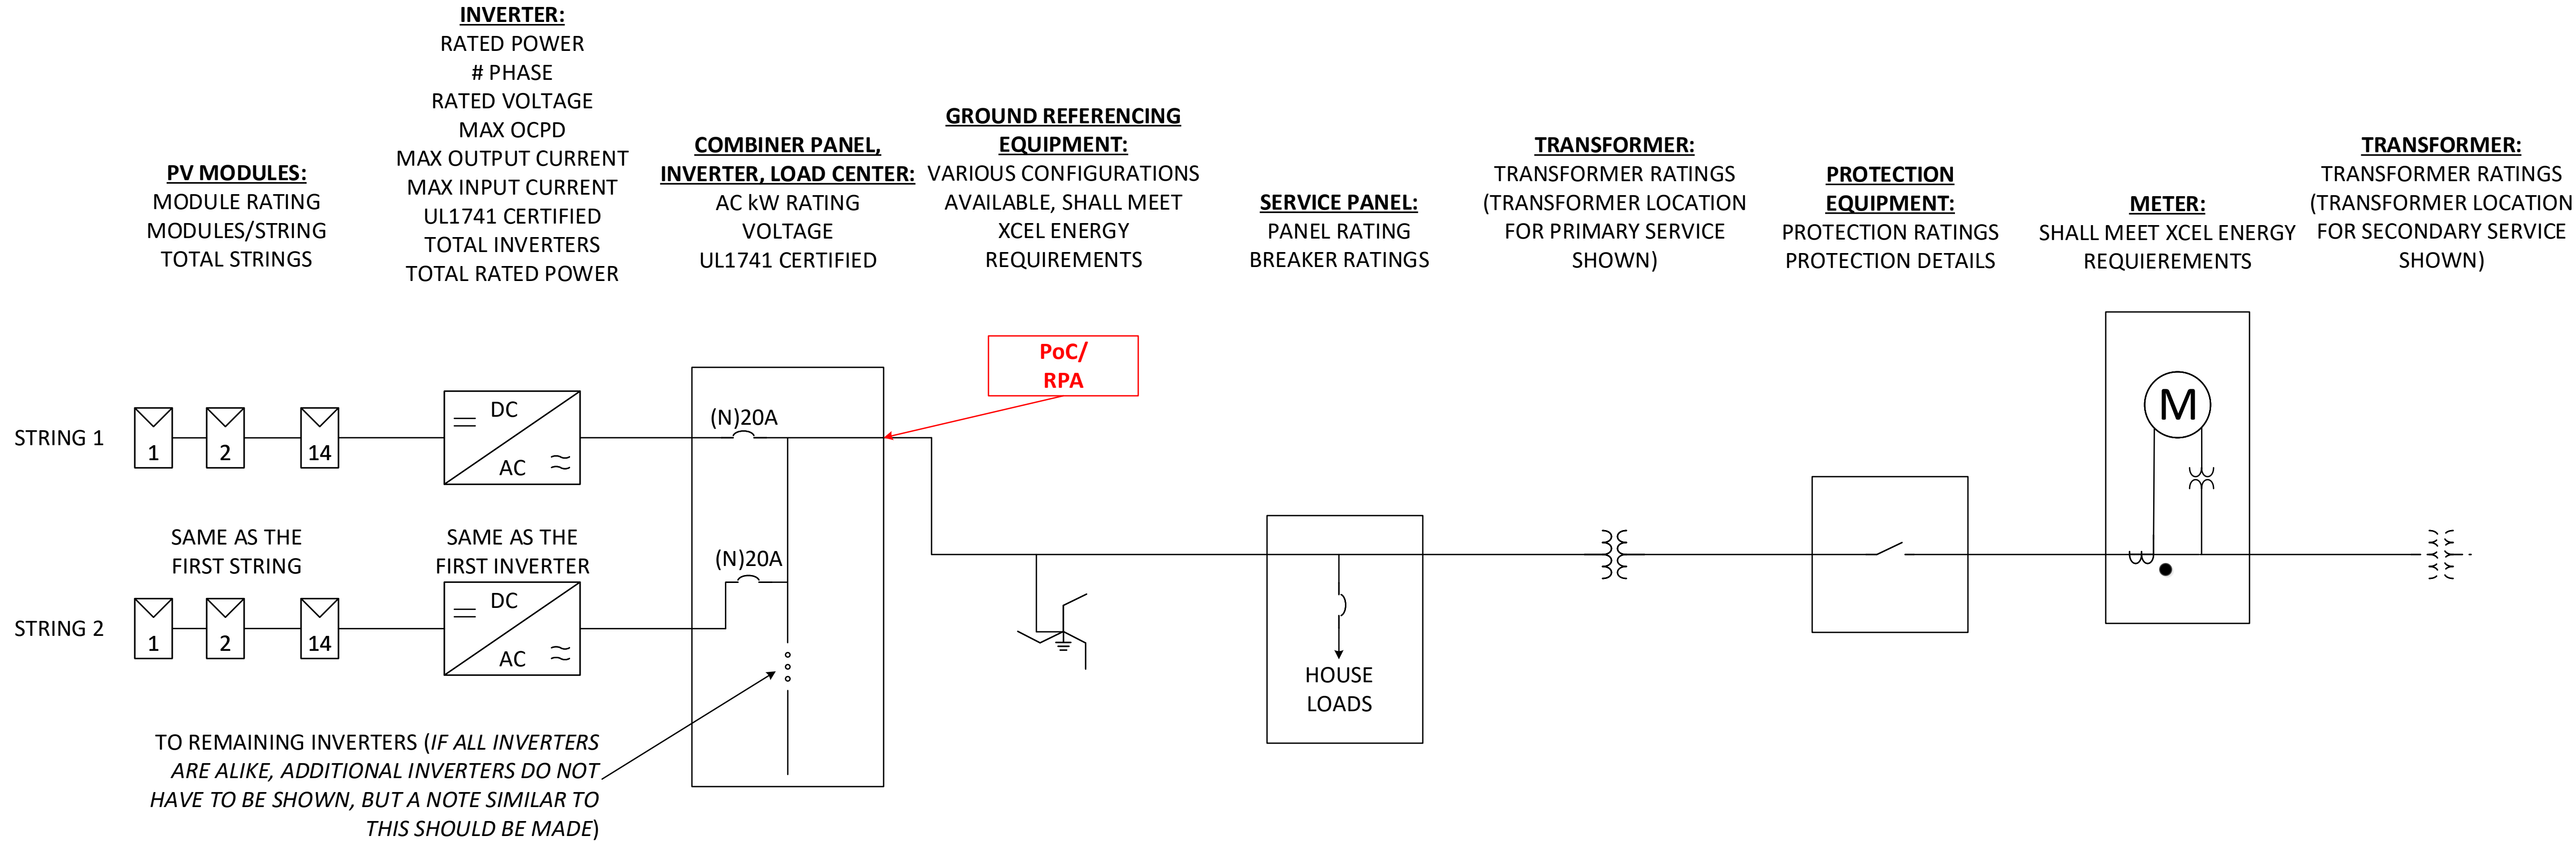 INVERTER:
RATED POWER
# PHASE
RATED VOLTAGE
MAX OCPD
MAX OUTPUT CURRENT
MAX INPUT CURRENT
UL1741 CERTIFIED
TOTAL INVERTERS
TOTAL RATED POWER
PV MODULES:
MODULE RATING
MODULES/STRING
TOTAL STRINGS
COMBINER PANEL,
INVERTER, LOAD CENTER:
AC kW RATING
VOLTAGE
UL1741 CERTIFIED
GROUND REFERENCING
EQUIPMENT:
VARIOUS CONFIGURATIONS
AVAILABLE, SHALL MEET
XCEL ENERGY
REQUIREMENTS
SERVICE PANEL:
PANEL RATING
BREAKER RATINGS
TRANSFORMER:
TRANSFORMER RATINGS
(TRANSFORMER LOCATION
FOR PRIMARY SERVICE
SHOWN)
PROTECTION
EQUIPMENT:
PROTECTION RATINGS
PROTECTION DETAILS
METER:
SHALL MEET XCEL ENERGY
REQUIEREMENTS
TRANSFORMER:
TRANSFORMER RATINGS
(TRANSFORMER LOCATION
FOR SECONDARY SERVICE
SHOWN)
PoC/
RPA
STRING 1
1
2
14
DC
AC
(N)20A
M
SAME AS THE
FIRST STRING
SAME AS THE
FIRST INVERTER
(N)20A
STRING 2
1
2
14
DC
AC
HOUSE
LOADS
TO REMAINING INVERTERS (IF ALL INVERTERS
ARE ALIKE, ADDITIONAL INVERTERS DO NOT
HAVE TO BE SHOWN, BUT A NOTE SIMILAR TO
THIS SHOULD BE MADE)